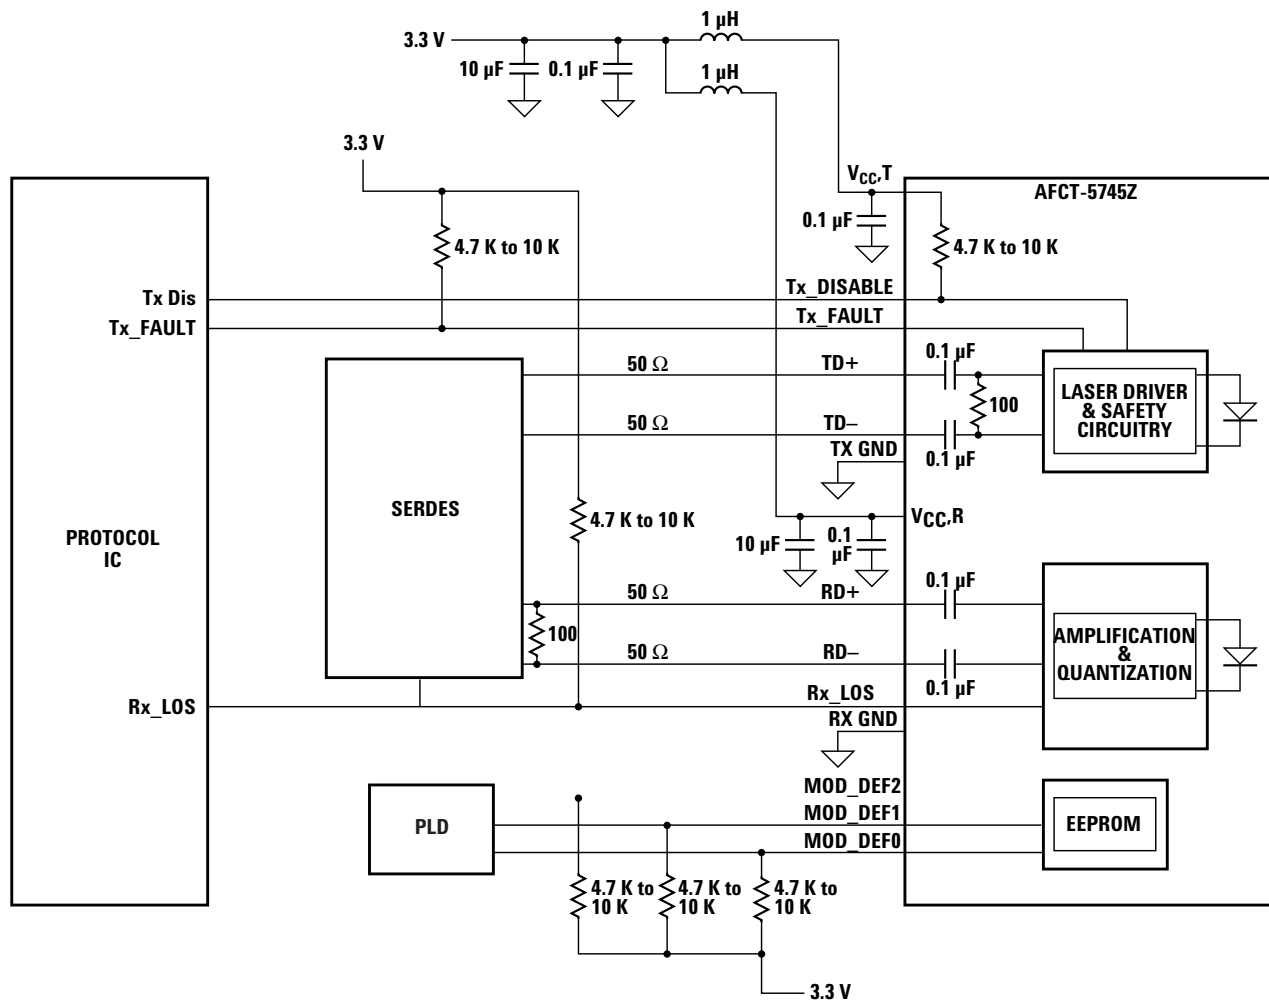 1 µH
3.3 V
10 µF
0.1 µF
1 µH
3.3 V
V_CC,T
AFCT-5745Z
0.1 µF
4.7 K to 10 K
4.7 K to 10 K
Tx Dis
Tx_DISABLE
Tx_FAULT
Tx_FAULT
0.1 µF
50 Ω
TD+
LASER DRIVER
& SAFETY
CIRCUITRY
100
50 Ω
TD–
TX GND
0.1 µF
SERDES
4.7 K to 10 K
V_CC,R
PROTOCOL
IC
10 µF
0.1
µF
0.1 µF
50 Ω
RD+
100
AMPLIFICATION
&
QUANTIZATION
50 Ω
RD–
0.1 µF
Rx_LOS
Rx_LOS
RX GND
MOD_DEF2
MOD_DEF1
MOD_DEF0
PLD
EEPROM
4.7 K to
10 K
4.7 K to
10 K
4.7 K to
10 K
3.3 V